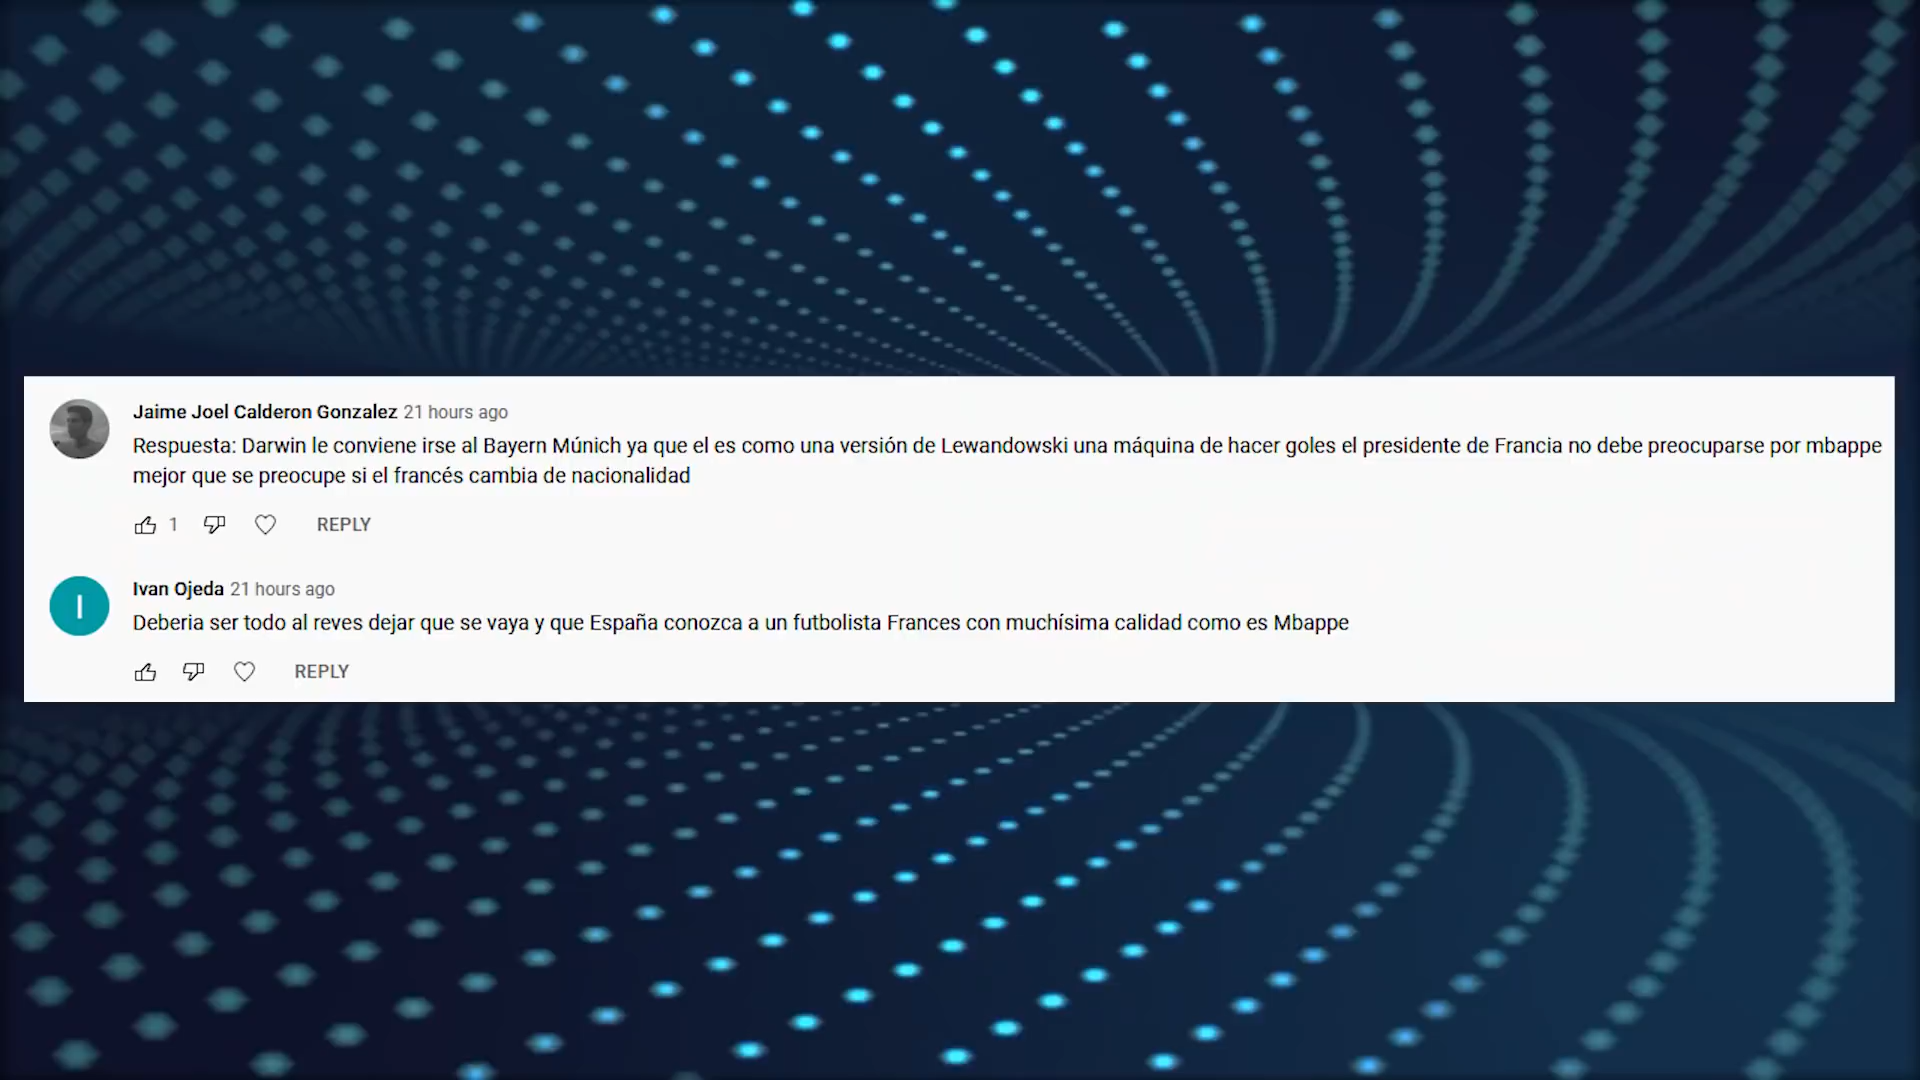 Jaime Joel Calderon Gonzalez 21 hours ago
Respuesta: Darwin le conviene irse al Bayern Múnich ya que el es como una versión de Lewandowski una máquina de hacer goles el presidente de Francia no debe preocuparse por mbappe
mejor que se preocupe si el francés cambia de nacionalidad
1 REPLY
I
Ivan Ojeda 21 hours ago
Deberia ser todo al reves dejar que se vaya y que España conozca a un futbolista Frances con muchísima calidad como es Mbappe
REPLY